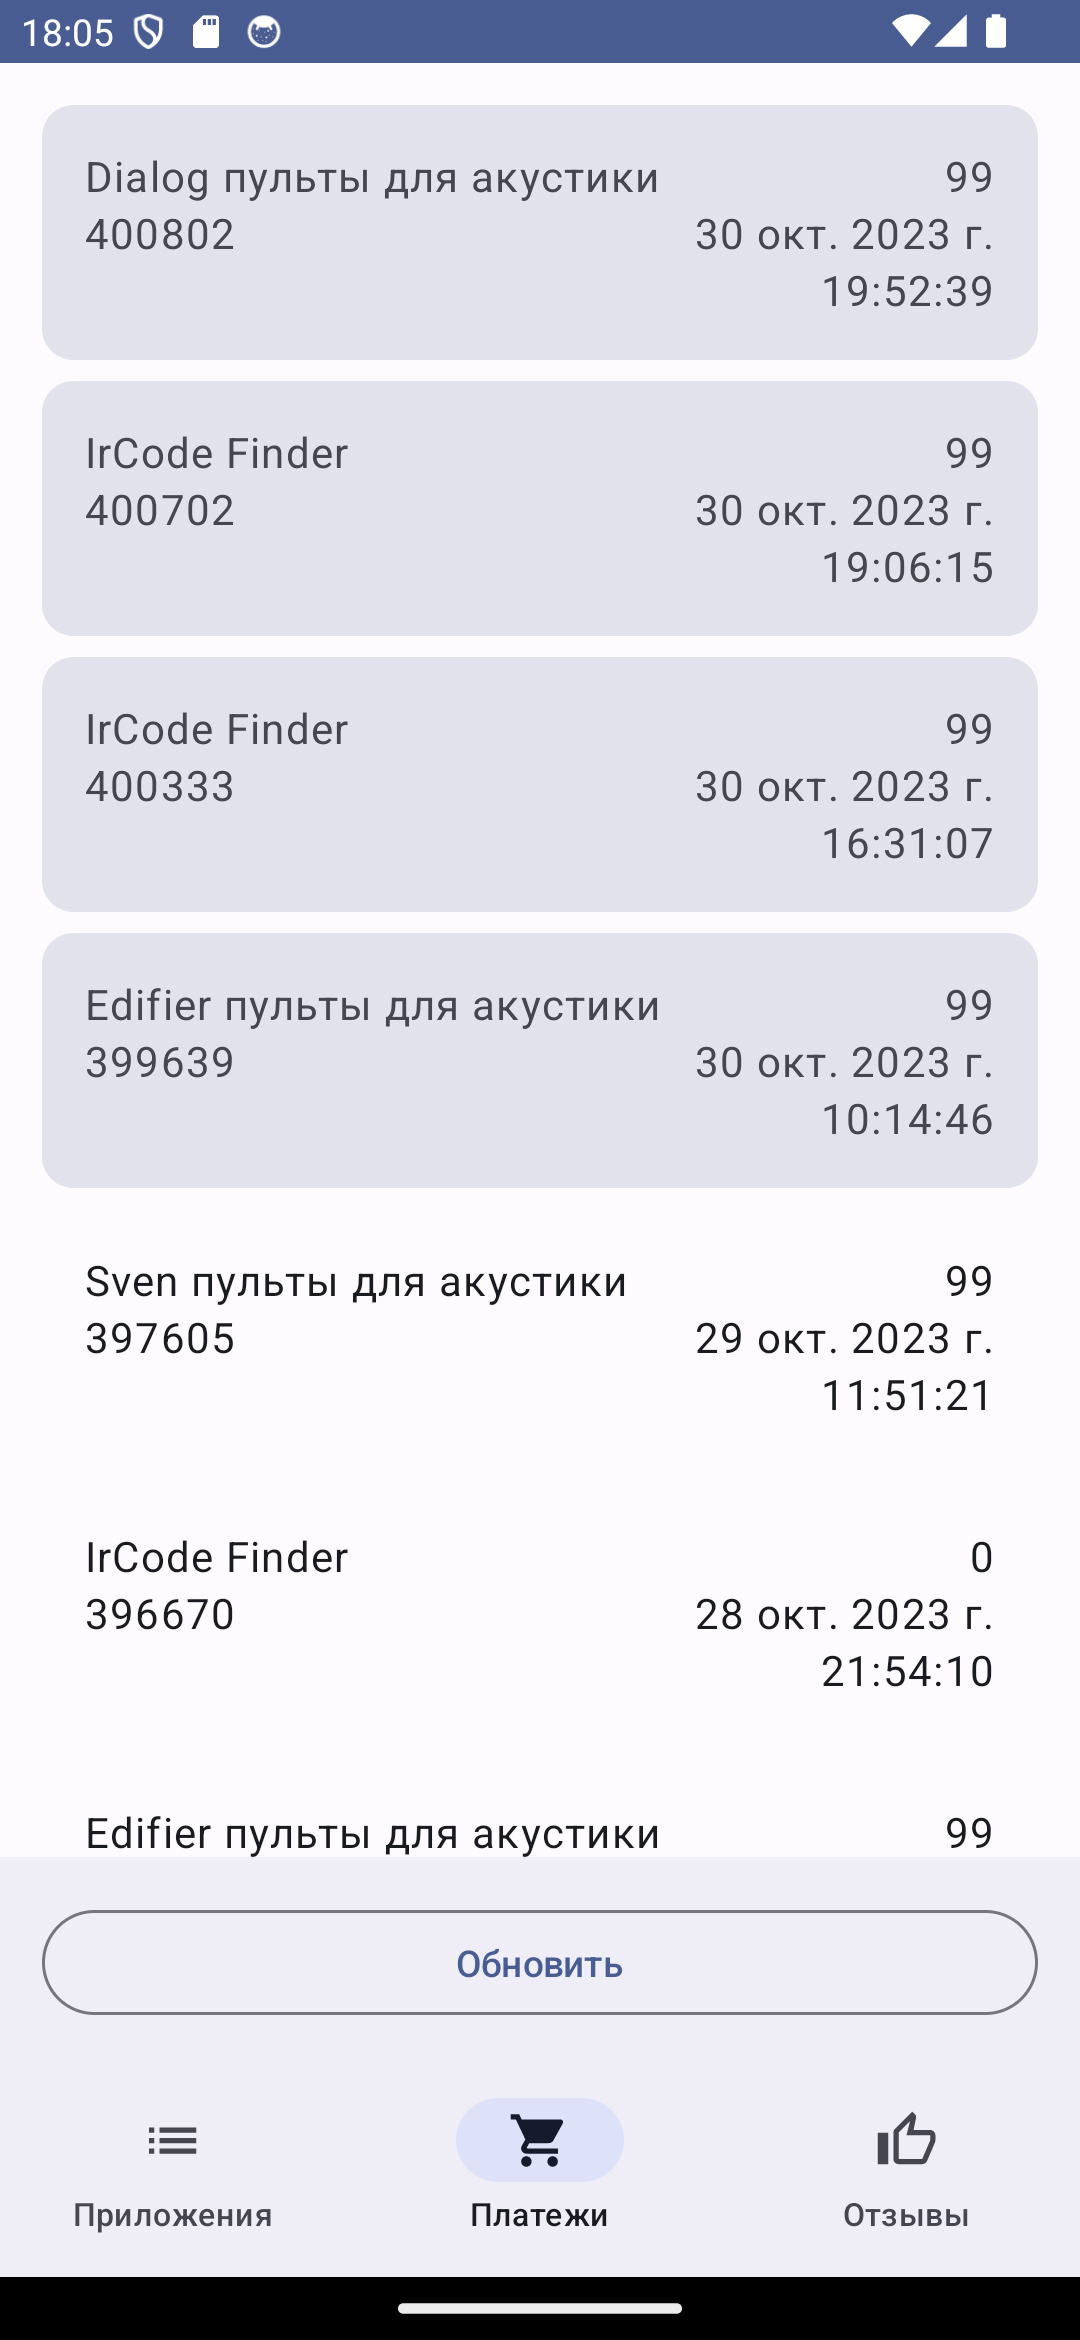 18:05
Dialog пульты для акустики 99
400802 30 окт. 2023 г.
19:52:39
IrCode Finder 99
400702 30 окт. 2023 г.
19:06:15
IrCode Finder 99
400333 30 окт. 2023 г.
16:31:07
Edifier пульты для акустики 99
399639 30 окт. 2023 г.
10:14:46
Sven пульты для акустики 99
397605 29 окт. 2023 г.
11:51:21
IrCode Finder 0
396670 28 окт. 2023 г.
21:54:10
Edifier пульты для акустики 99
Обновить
Приложения Платежи Отзывы